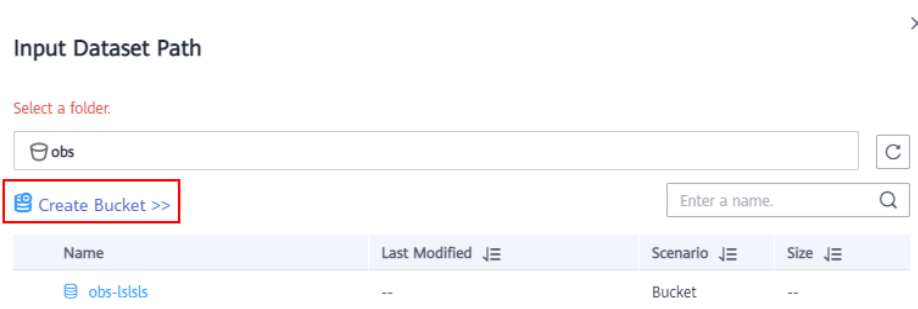 Input Dataset Path
Select a folder.
obs
Create Bucket >>
Enter a name.
Name Last Modified Scenario Size
obs-lslsls -- Bucket --